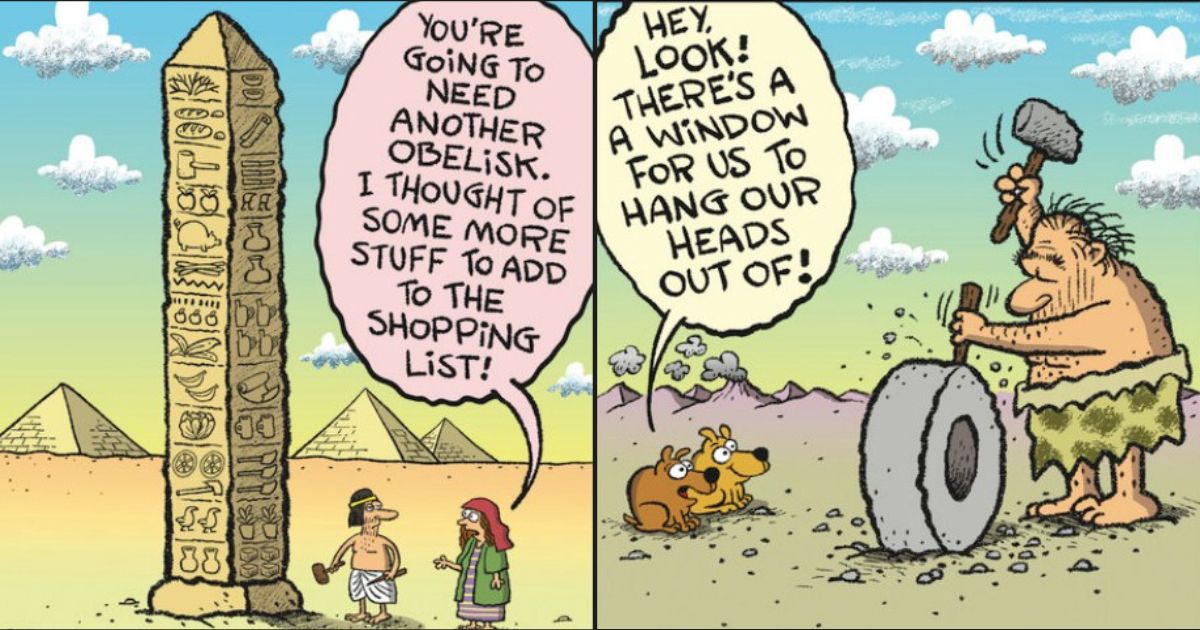 YOU'RE
GOING TO
NEED
ANOTHER
OBELISK.
I THOUGHT OF
SOME MORE
STUFF TO ADD
TO THE
SHOPPING
LIST!
HEY,
LOOK!
THERE'S A
A WINDOW
FOR US TO
HANG OUR
HEADS
OUT OF!